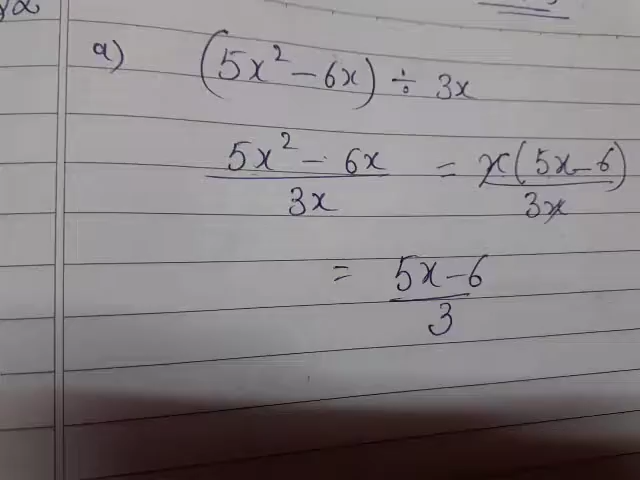 a) (5x² - 6x) ÷ 3x
(5x² - 6x)/3x = x(5x-6)/3x
= (5x-6)/3